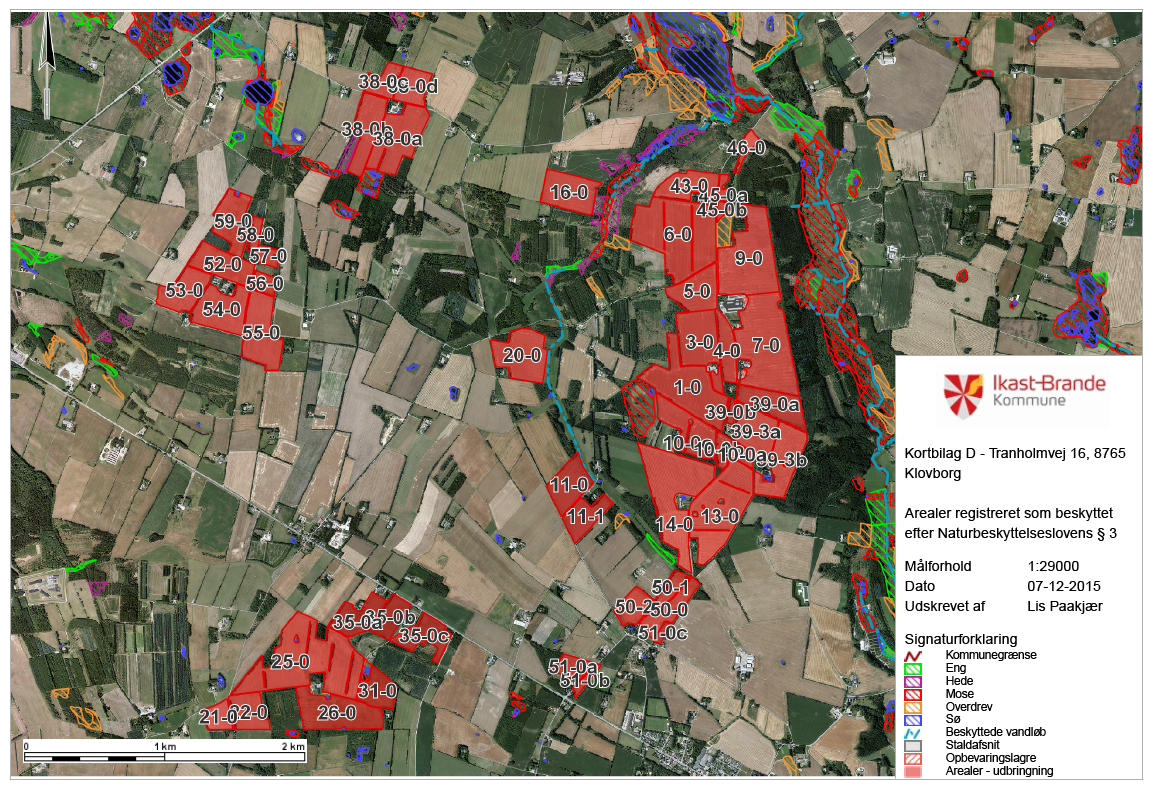 38-0c
38-0d
38-0b
38-0a
46-0
16-0
43-0
45-0a
45-0b
59-0
58-0
6-0
57-0
9-0
52-0
56-0
53-0
5-0
54-0
55-0
3-0
4-0
7-0
20-0
1-0
39-0a
39-0b
39-3a
10-0b
10-0a
39-3b
11-0
11-1
14-0
13-0
50-1
50-2
50-0
51-0c
35-0b
35-0a
35-0c
25-0
51-0a
51-0b
31-0
21-0
22-0
26-0
0 1 km 2 km
Ikast-Brande
Kommune
Kortbilag D - Tranholmvej 16, 8765
Klovborg
Arealer registreret som beskyttet
efter Naturbeskyttelseslovens § 3
Målforhold 1:29000
Dato 07-12-2015
Udskrevet af Lis Paakjær
Signaturforklaring
Kommunegrænse
Eng
Hede
Mose
Overdrev
Sø
Beskyttede vandløb
Staldafsnit
Opbevaringslagre
Arealer - udbringning